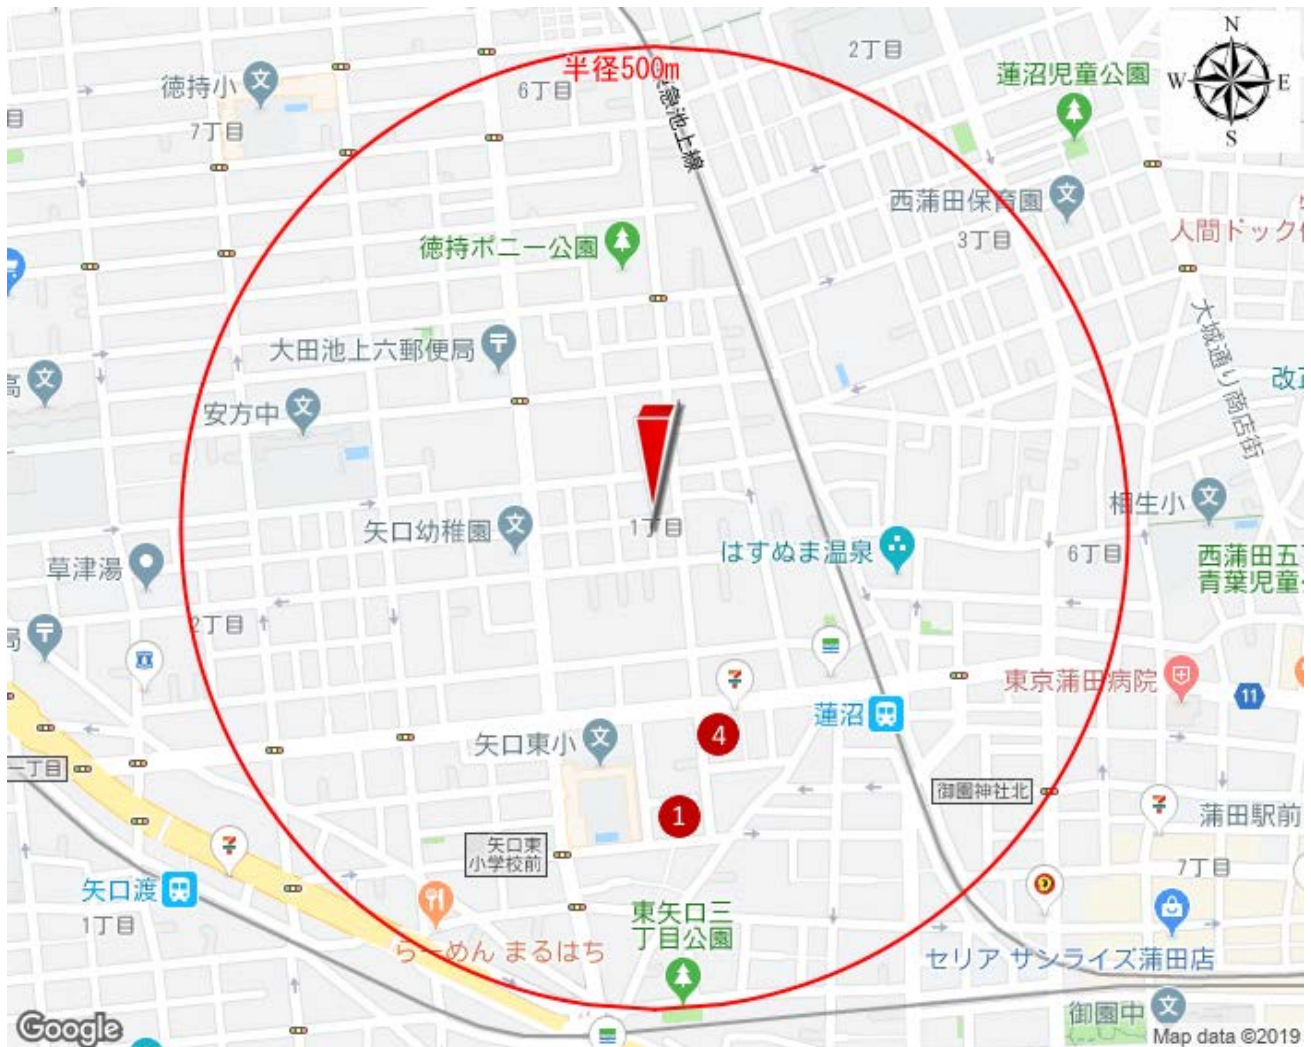 N
W
E
S
2丁目
半径500m
徳持小
6丁目
蓮沼児童公園
7丁目
急池上線
西蒲田保育園
3丁目
人間ドック
徳持ポニー公園
大城通り商店街
大田池上六郵便局
高
改正
安方中
矢口幼稚園
1丁目
相生小
はすぬま温泉
6丁目
西蒲田五
青葉児童
草津湯
局
2丁目
東京蒲田病院
11
蓮沼
4
矢口東小
一丁目
御園神社北
1
蒲田駅前
矢口東
小学校前
7丁目
矢口渡
1丁目
東矢口三
丁目公園
らーめん まるはち
セリア サンライズ蒲田店
御園中
Google
Map data ©2019